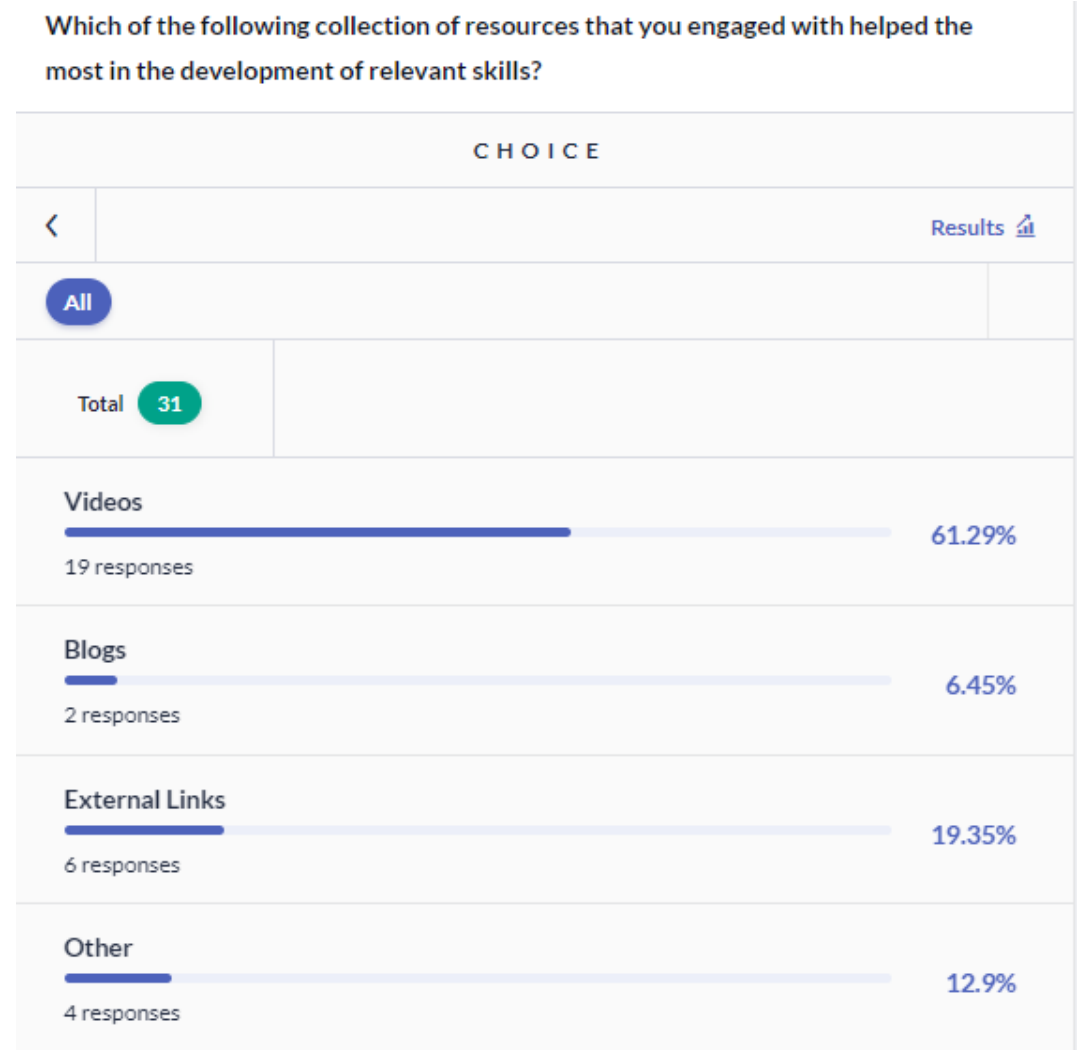 Which of the following collection of resources that you engaged with helped the
most in the development of relevant skills?
CHOICE
Results
All
Total 31
Videos
61.29%
19 responses
Blogs
6.45%
2 responses
External Links
19.35%
6 responses
Other
12.9%
4 responses